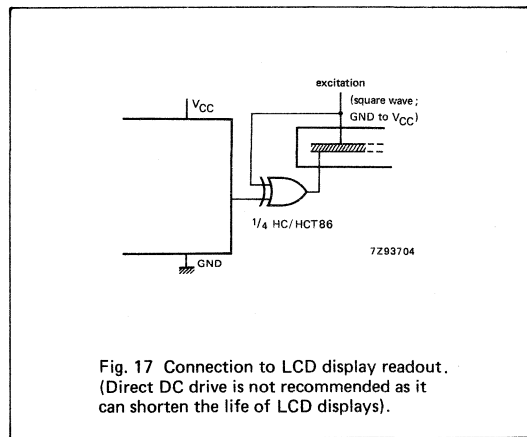 excitation
(square wave;
GND to VCC)
VCC
1/4 HC/HCT86
7Z93704
GND
Fig. 17 Connection to LCD display readout.
(Direct DC drive is not recommended as it
can shorten the life of LCD displays).